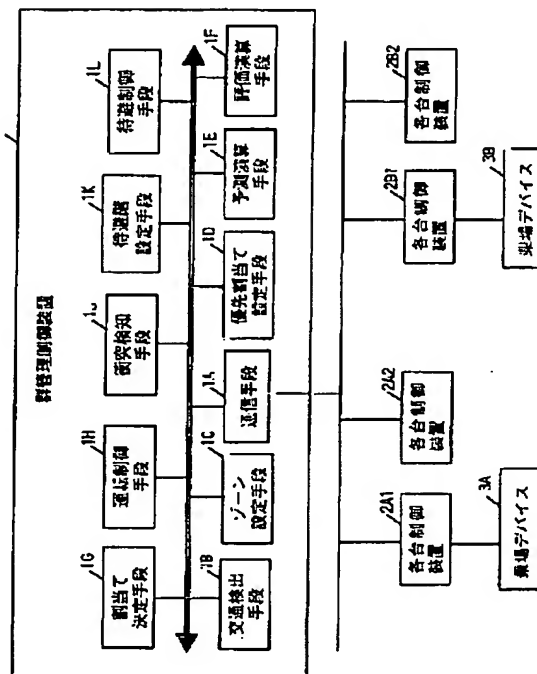 群管理制御装置
1G
割当て
決定手段
1H
運転制御
手段
衝突検知
手段
1K
待避階
設定手段
1L
待避制御
手段
1B
交通検出
手段
1C
ゾーン
設定手段
1A
通信手段
1D
優先割当て
設定手段
1E
予測演算
手段
1F
評価演算
手段
2A1
各台制御
装置
2A2
各台制御
装置
2B1
各台制御
装置
2B2
各台制御
装置
3A
乗場デバイス
3B
乗場デバイス